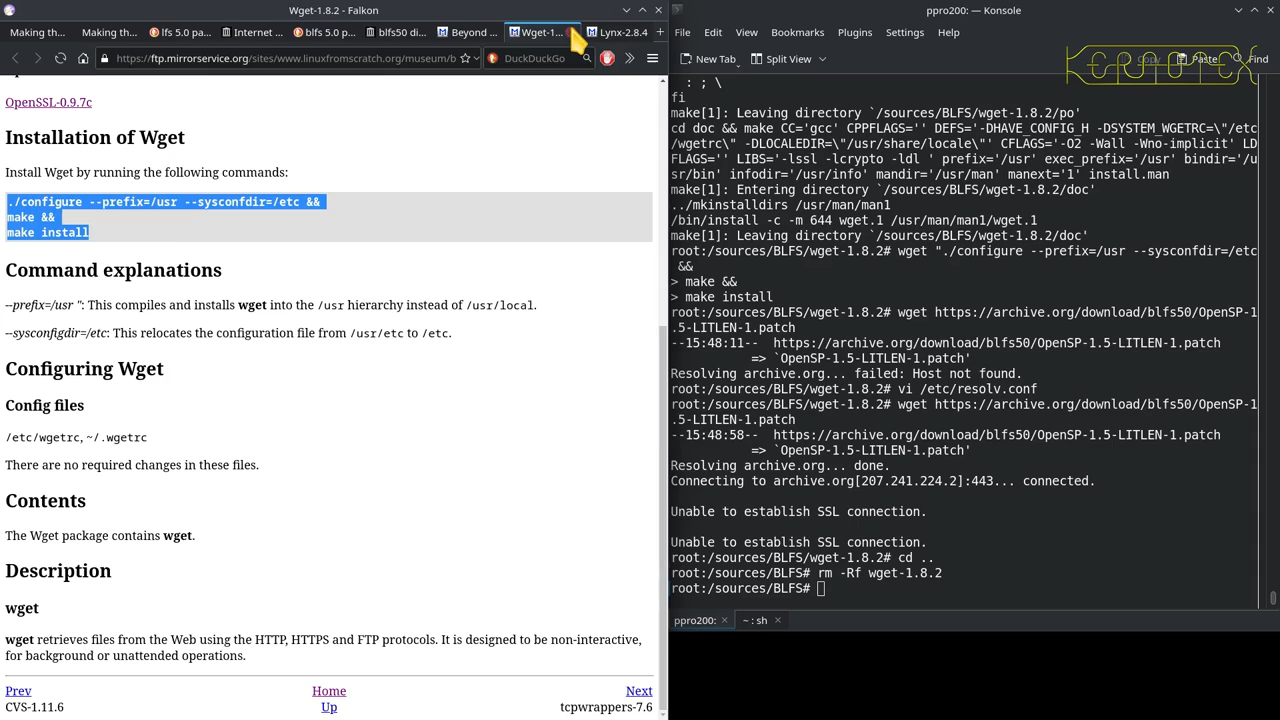 Wget-1.8.2 - Falkon
Making th...
Making th...
lfs 5.0 pa...
Internet ...
lfs 5.0 p...
blfs50 di...
Beyond ...
Wget-1...
Lynx-2.8.4
https://ftp.mirrorservice.org/sites/www.linuxfromscratch.org/museum/b
DuckDuckGo
OpenSSL-0.9.7c
Installation of Wget
Install Wget by running the following commands:
./configure --prefix=/usr --sysconfdir=/etc &&
make &&
make install
Command explanations
--prefix=/usr ": This compiles and installs wget into the /usr hierarchy instead of /usr/local.
--sysconfigdir=/etc: This relocates the configuration file from /usr/etc to /etc.
Configuring Wget
Config files
/etc/wgetrc, ~/.wgetrc
There are no required changes in these files.
Contents
The Wget package contains wget.
Description
wget
wget retrieves files from the Web using the HTTP, HTTPS and FTP protocols. It is designed to be non-interactive,
for background or unattended operations.
Prev Home Next
CVS-1.11.6 Up tcpwrappers-7.6
ppro200: — Konsole
File Edit View Bookmarks Plugins Settings Help
New Tab Split View Copy Paste Find
: ; \
fi
make[1]: Leaving directory `/sources/BLFS/wget-1.8.2/po'
cd doc && make CC='gcc' CPPFLAGS='' DEFS='-DHAVE_CONFIG_H -DSYSTEM_WGETRC=\"/etc
/wgetrc\" -DLOCALEDIR=\"/usr/share/locale\"' CFLAGS='-O2 -Wall -Wno-implicit' LD
FLAGS='' LIBS='-lssl -lcrypto -ldl ' prefix='/usr' exec_prefix='/usr' bindir='/u
sr/bin' infodir='/usr/info' mandir='/usr/man' manext='1' install.man
make[1]: Entering directory `/sources/BLFS/wget-1.8.2/doc'
../mkinstalldirs /usr/man/man1
/bin/install -c -m 644 wget.1 /usr/man/man1/wget.1
make[1]: Leaving directory `/sources/BLFS/wget-1.8.2/doc'
root:/sources/BLFS/wget-1.8.2# wget "./configure --prefix=/usr --sysconfdir=/etc
&&
> make &&
> make install
root:/sources/BLFS/wget-1.8.2# wget https://archive.org/download/blfs50/OpenSP-1
.5-LITLEN-1.patch
--15:48:11-- https://archive.org/download/blfs50/OpenSP-1.5-LITLEN-1.patch
=> `OpenSP-1.5-LITLEN-1.patch'
Resolving archive.org... failed: Host not found.
root:/sources/BLFS/wget-1.8.2# vi /etc/resolv.conf
root:/sources/BLFS/wget-1.8.2# wget https://archive.org/download/blfs50/OpenSP-1
.5-LITLEN-1.patch
--15:48:58-- https://archive.org/download/blfs50/OpenSP-1.5-LITLEN-1.patch
=> `OpenSP-1.5-LITLEN-1.patch'
Resolving archive.org... done.
Connecting to archive.org[207.241.224.2]:443... connected.
Unable to establish SSL connection.
Unable to establish SSL connection.
root:/sources/BLFS/wget-1.8.2# cd ..
root:/sources/BLFS# rm -Rf wget-1.8.2
root:/sources/BLFS#
ppro200: ~ : sh